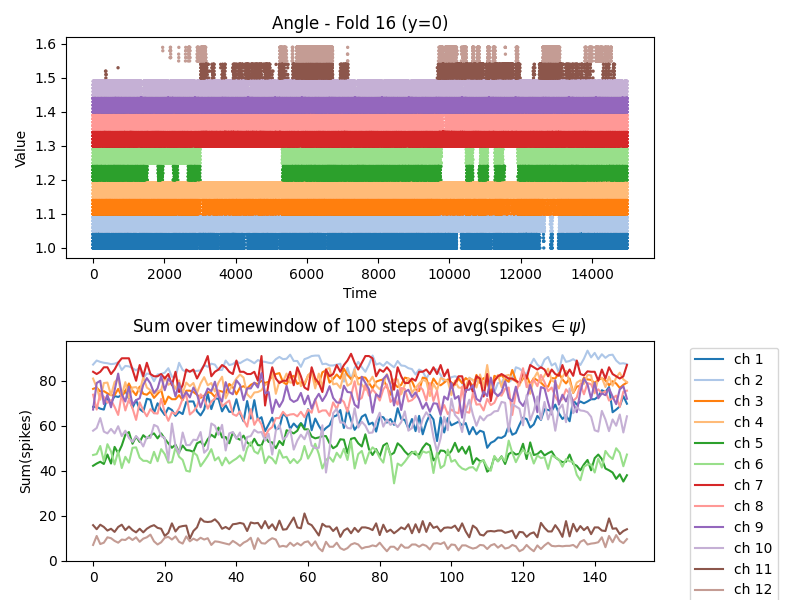 Angle - Fold 16 (y=0)
1.6
1.5
1.4
1.3
1.2
1.1
1.0
Value
0 2000 4000 6000 8000 10000 12000 14000
Time
Sum over timewindow of 100 steps of avg(spikes ∈ψ)
80
60
40
20
0
Sum(spikes)
0 20 40 60 80 100 120 140
ch 1
ch 2
ch 3
ch 4
ch 5
ch 6
ch 7
ch 8
ch 9
ch 10
ch 11
ch 12